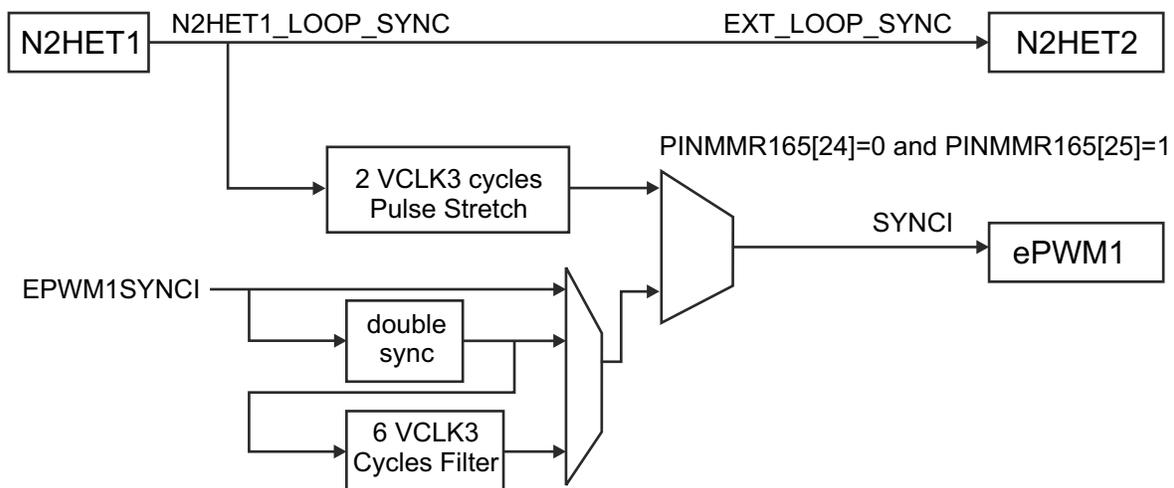 N2HET1
N2HET1_LOOP_SYNC
EXT_LOOP_SYNC
N2HET2
PINMMR165[24]=0 and PINMMR165[25]=1
2 VCLK3 cycles
Pulse Stretch
SYNCI
ePWM1
EPWM1SYNCI
double
sync
6 VCLK3
Cycles Filter